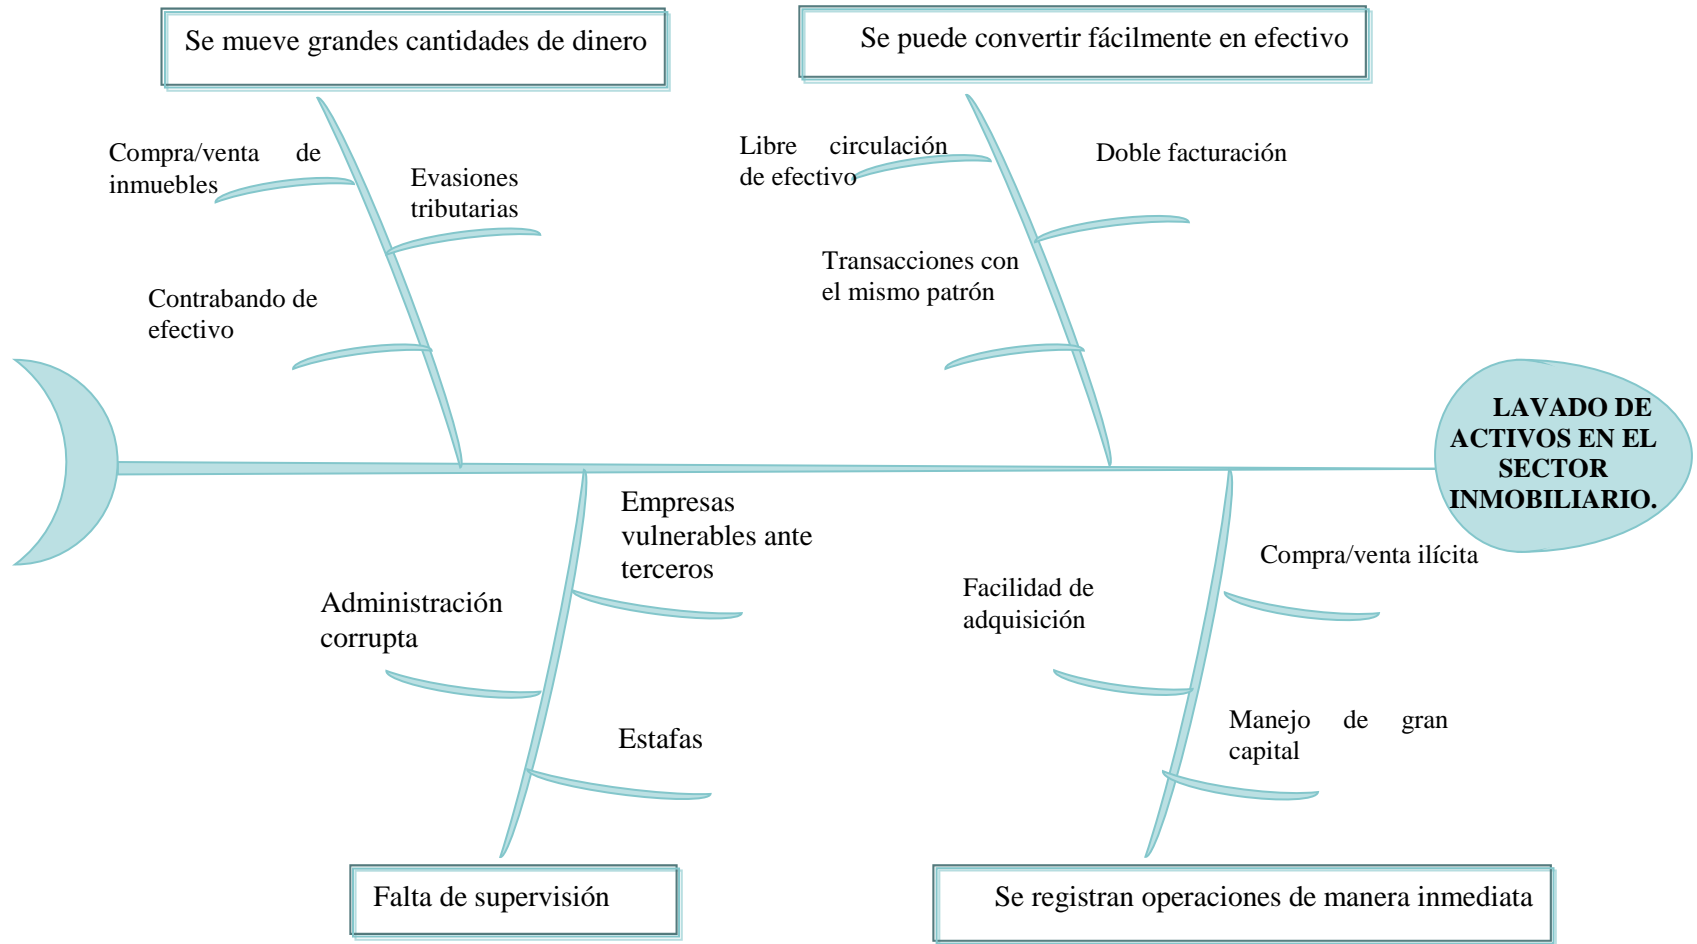 Se mueve grandes cantidades de dinero
Se puede convertir fácilmente en efectivo
Compra/venta de
inmuebles
Evasiones
tributarias
Contrabando de
efectivo
Libre circulación
de efectivo
Doble facturación
Transacciones con
el mismo patrón
LAVADO DE
ACTIVOS EN EL
SECTOR
INMOBILIARIO.
Empresas
vulnerables ante
terceros
Administración
corrupta
Estafas
Compra/venta ilícita
Facilidad de
adquisición
Manejo de gran
capital
Falta de supervisión
Se registran operaciones de manera inmediata